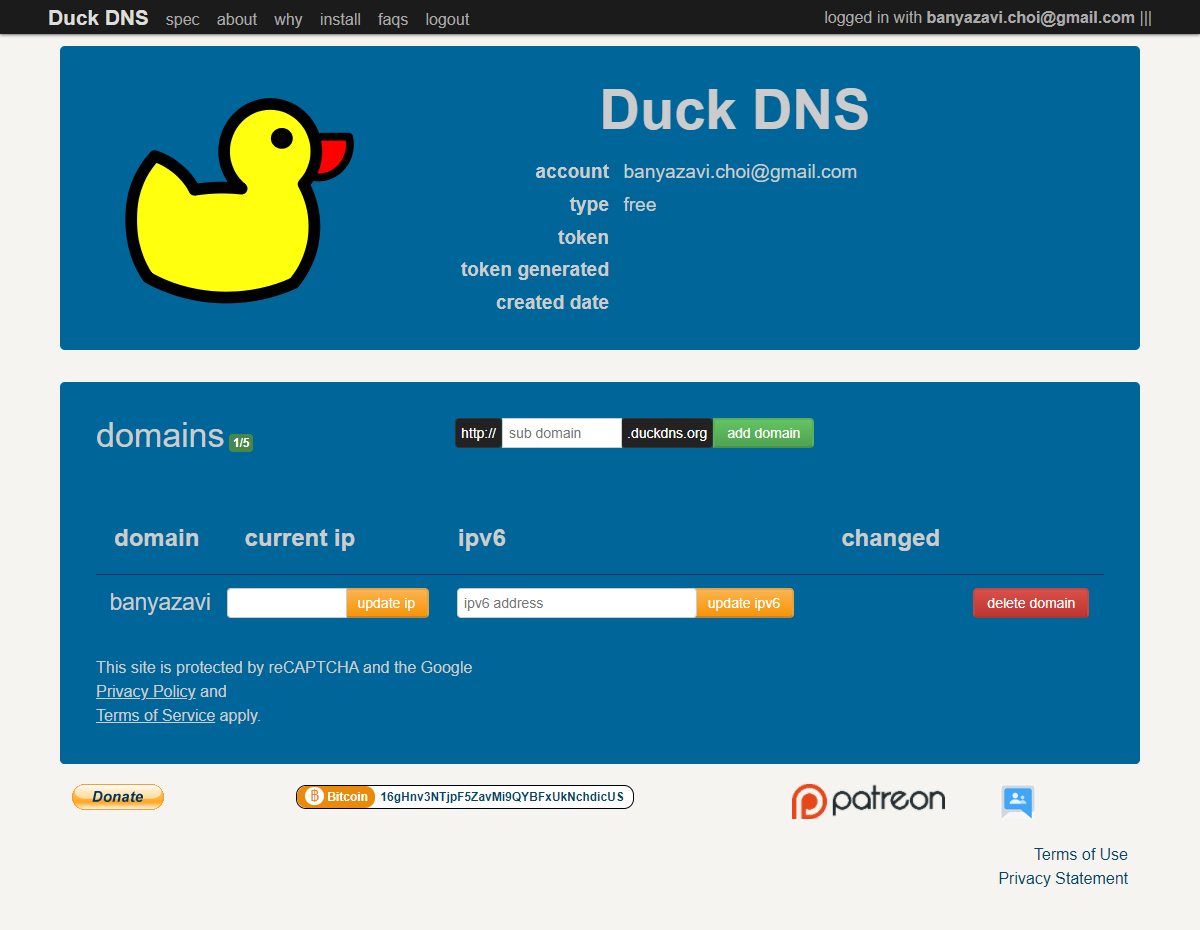 Duck DNS spec about why install faqs logout logged in with banyazavi.choi@gmail.com |||
Duck DNS
account banyazavi.choi@gmail.com
type free
token
token generated
created date
domains 1/5 http:// sub domain .duckdns.org add domain
domain current ip ipv6 changed
banyazavi update ip ipv6 address update ipv6 delete domain
This site is protected by reCAPTCHA and the Google
Privacy Policy and
Terms of Service apply.
Donate Bitcoin 16gHnv3NTjpF5ZavMi9QYBFxUkNchdicUS patreon
Terms of Use
Privacy Statement